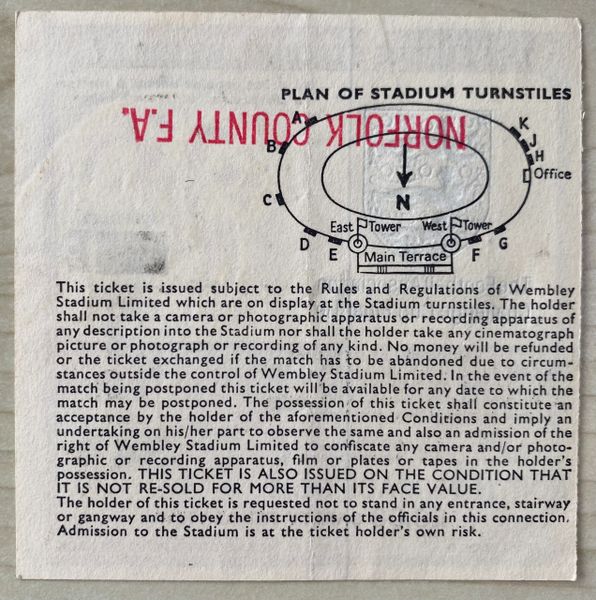 PLAN OF STADIUM TURNSTILES
NORFOLK COUNTY F.A.
A
B
C
D
E
K
J
H
Office
G
F
N
East Tower
West Tower
Main Terrace
This ticket is issued subject to the Rules and Regulations of Wembley
Stadium Limited which are on display at the Stadium turnstiles. The holder
shall not take a camera or photographic apparatus or recording apparatus of
any description into the Stadium nor shall the holder take any cinematograph
picture or photograph or recording of any kind. No money will be refunded
or the ticket exchanged if the match has to be abandoned due to circum-
stances outside the control of Wembley Stadium Limited. In the event of the
match being postponed this ticket will be available for any date to which the
match may be postponed. The possession of this ticket shall constitute an
acceptance by the holder of the aforementioned Conditions and imply an
undertaking on his/her part to observe the same and also an admission of the
right of Wembley Stadium Limited to confiscate any camera and/or photo-
graphic or recording apparatus, film or plates or tapes in the holder's
possession. THIS TICKET IS ALSO ISSUED ON THE CONDITION THAT
IT IS NOT RE-SOLD FOR MORE THAN ITS FACE VALUE.
The holder of this ticket is requested not to stand in any entrance, stairway
or gangway and to obey the instructions of the officials in this connection.
Admission to the Stadium is at the ticket holder's own risk.